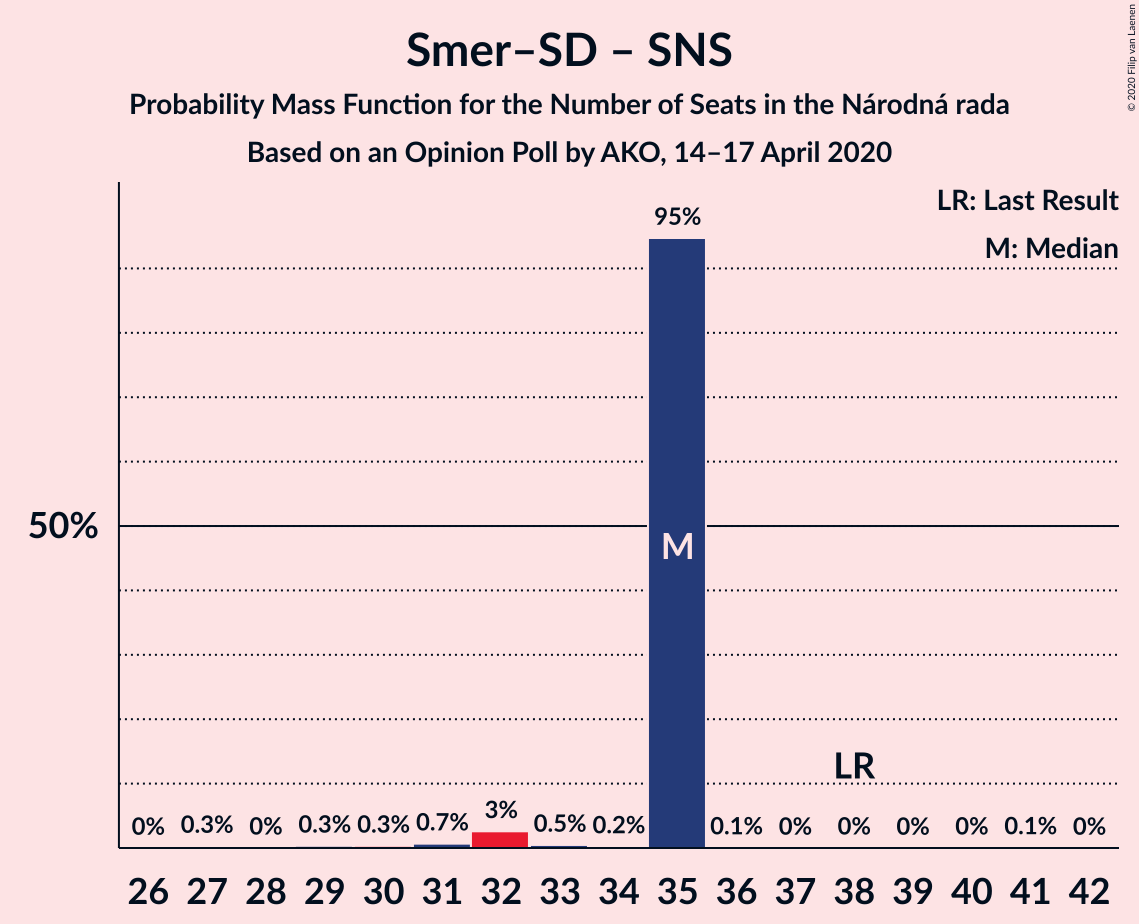 Smer–SD – SNS
Probability Mass Function for the Number of Seats in the Národná rada
Based on an Opinion Poll by AKO, 14–17 April 2020
© 2020 Filip van Laenen
LR: Last Result
M: Median
95%
50%
M
LR
0% 0.3% 0% 0.3% 0.3% 0.7% 3% 0.5% 0.2% 0.1% 0% 0% 0% 0% 0.1% 0%
26 27 28 29 30 31 32 33 34 35 36 37 38 39 40 41 42